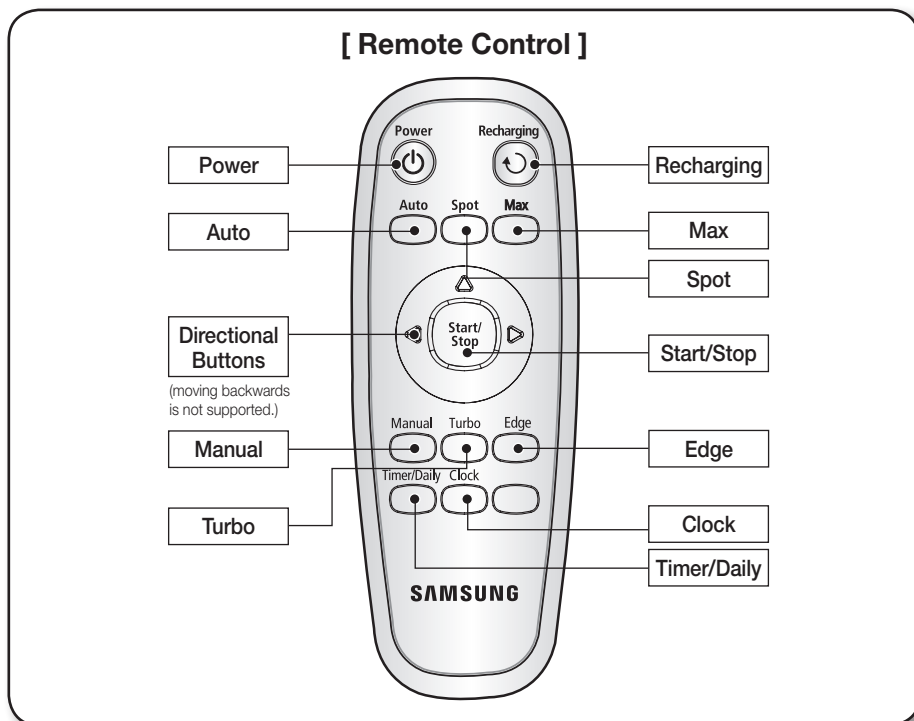 [ Remote Control ]
Power Recharging
Power
Recharging
Auto Spot Max
Auto
Max
Spot
Start/
Stop
Directional
Buttons
(moving backwards
is not supported.)
Start/Stop
Manual Turbo Edge
Manual
Edge
Timer/Daily Clock
Turbo
Clock
Timer/Daily
SAMSUNG